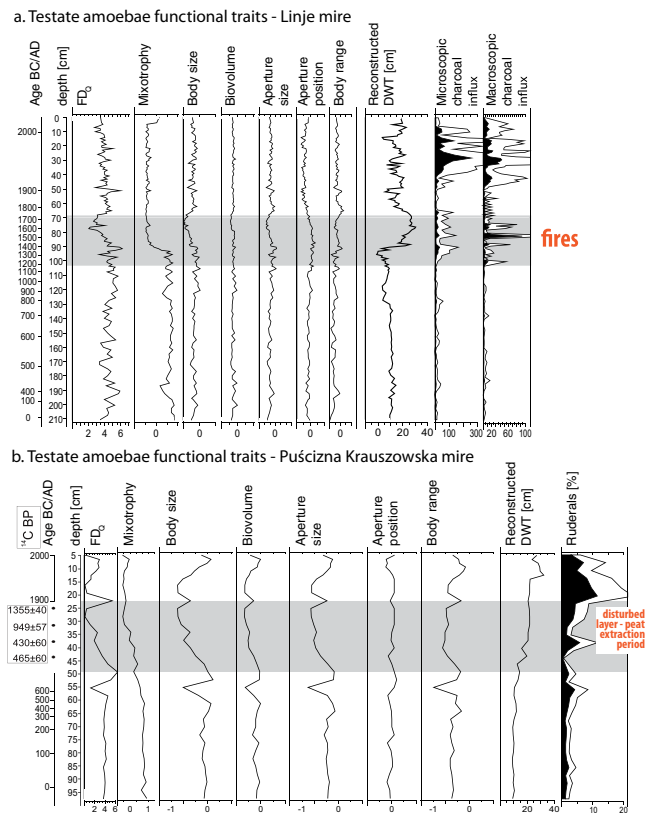 a. Testate amoebae functional traits - Linje mire
Age BC/AD
depth [cm]
FDQ
Mixotrophy
Body size
Biovolume
Aperture
size
Aperture
position
Body range
Reconstructed
DWT [cm]
Microscopic
charcoal
influx
Macroscopic
charcoal
influx
2000
1900
1800
1700
1600
1500
1400
1300
1200
1100
1000
900
800
700
600
500
400
100
0
0
10
20
30
40
50
60
70
80
90
100
110
120
130
140
150
160
170
180
190
200
210
fires
2 4 6 0 0 0 0 0 0 0 20 40 100 300 20 60 100
b. Testate amoebae functional traits - Puścizna Krauszowska mire
14C BP
Age BC/AD
depth [cm]
FDQ
Mixotrophy
Body size
Biovolume
Aperture
size
Aperture
position
Body range
Reconstructed
DWT [cm]
Ruderals [%]
2000
1900
1355±40
949±57
430±60
465±60
600
500
400
300
200
100
0
5
10
15
20
25
30
35
40
45
50
55
60
65
70
75
80
85
90
95
disturbed
layer - peat
extraction
period
2 4 6 0 1 -1 0 0 -1 0 0 -1 0 20 40 10 20